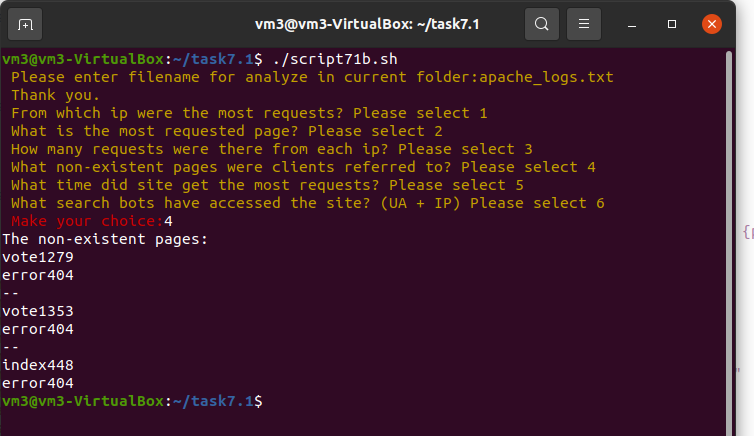 vm3@vm3-VirtualBox: ~/task7.1
vm3@vm3-VirtualBox:~/task7.1$ ./script71b.sh
Please enter filename for analyze in current folder:apache_logs.txt
Thank you.
From which ip were the most requests? Please select 1
What is the most requested page? Please select 2
How many requests were there from each ip? Please select 3
What non-existent pages were clients referred to? Please select 4
What time did site get the most requests? Please select 5
What search bots have accessed the site? (UA + IP) Please select 6
Make your choice:4
The non-existent pages:
vote1279
error404
--
vote1353
error404
--
index448
error404
vm3@vm3-VirtualBox:~/task7.1$